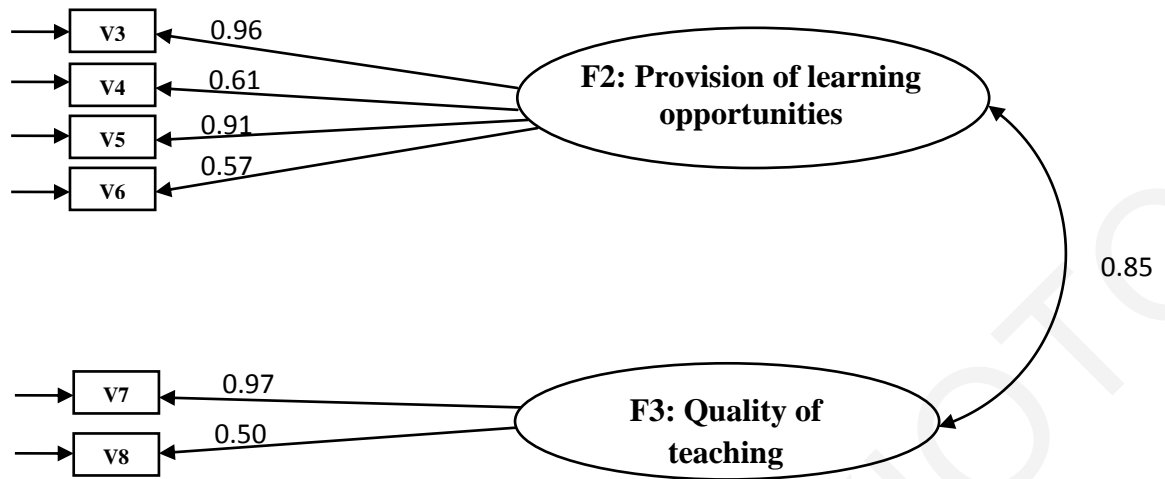 V3
0.96
V4
0.61
V5
0.91
V6
0.57
F2: Provision of learning
opportunities
0.85
V7
0.97
V8
0.50
F3: Quality of
teaching